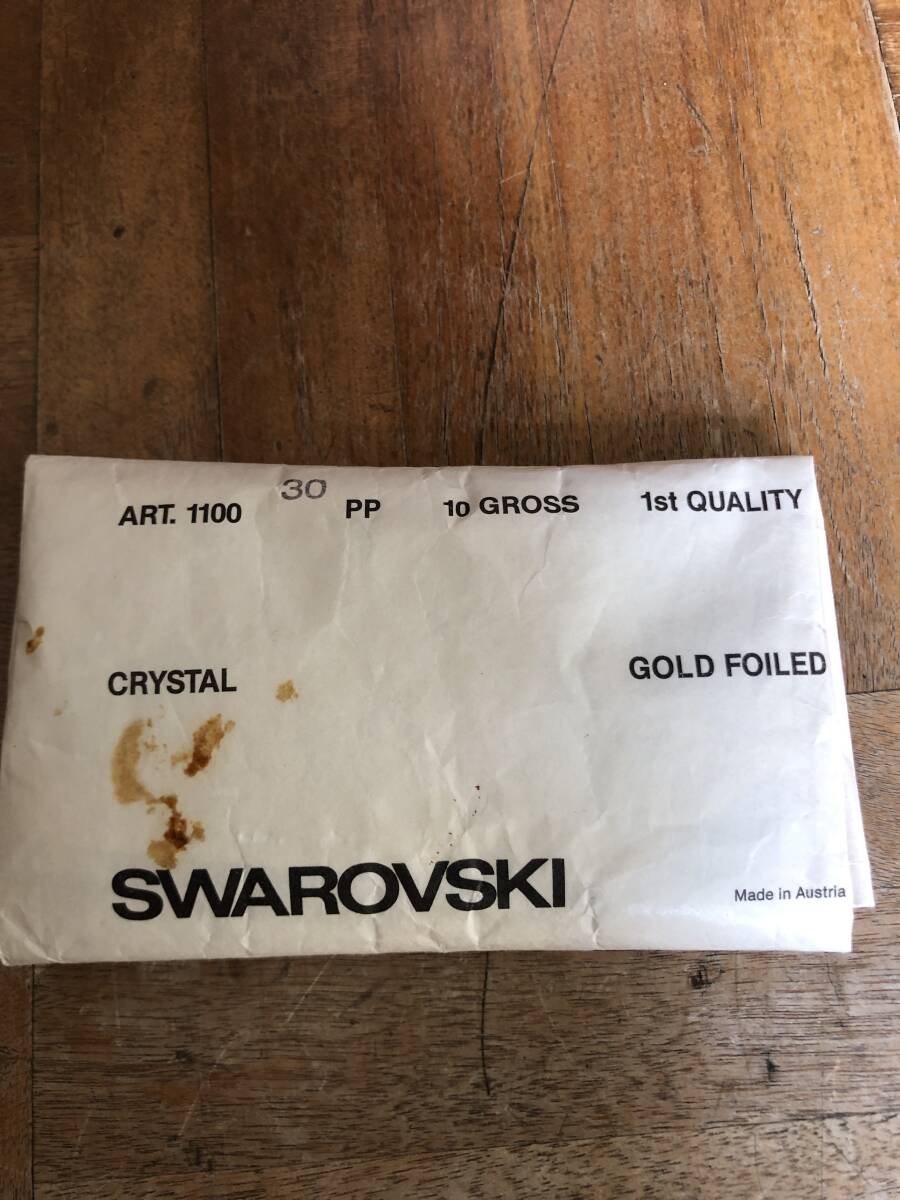 ART. 1100 30 PP 10 GROSS 1st QUALITY
CRYSTAL GOLD FOILED
SWAROVSKI Made in Austria